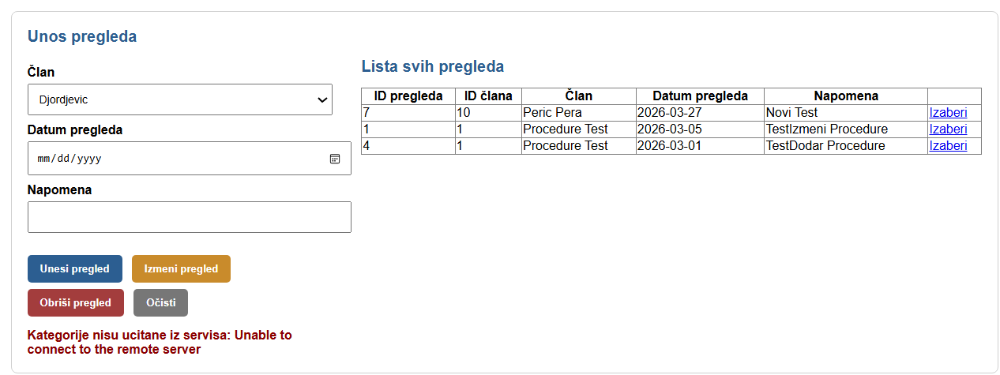 Unos pregleda
Član
Djordjevic
Datum pregleda
mm/dd/yyyy
Napomena
Unesi pregled Izmeni pregled
Obriši pregled Očisti
Kategorije nisu ucitane iz servisa: Unable to
connect to the remote server
Lista svih pregleda
ID pregleda ID člana Član Datum pregleda Napomena
7 10 Peric Pera 2026-03-27 Novi Test Izaberi
1 1 Procedure Test 2026-03-05 TestIzmeni Procedure Izaberi
4 1 Procedure Test 2026-03-01 TestDodar Procedure Izaberi